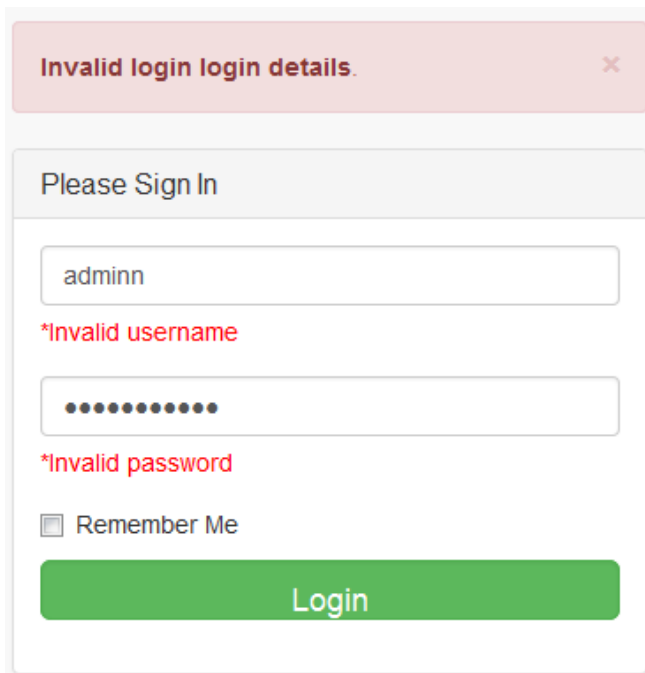 Invalid login login details.
×
Please Sign In
adminn
*Invalid username
•••••••••••
*Invalid password
Remember Me
Login